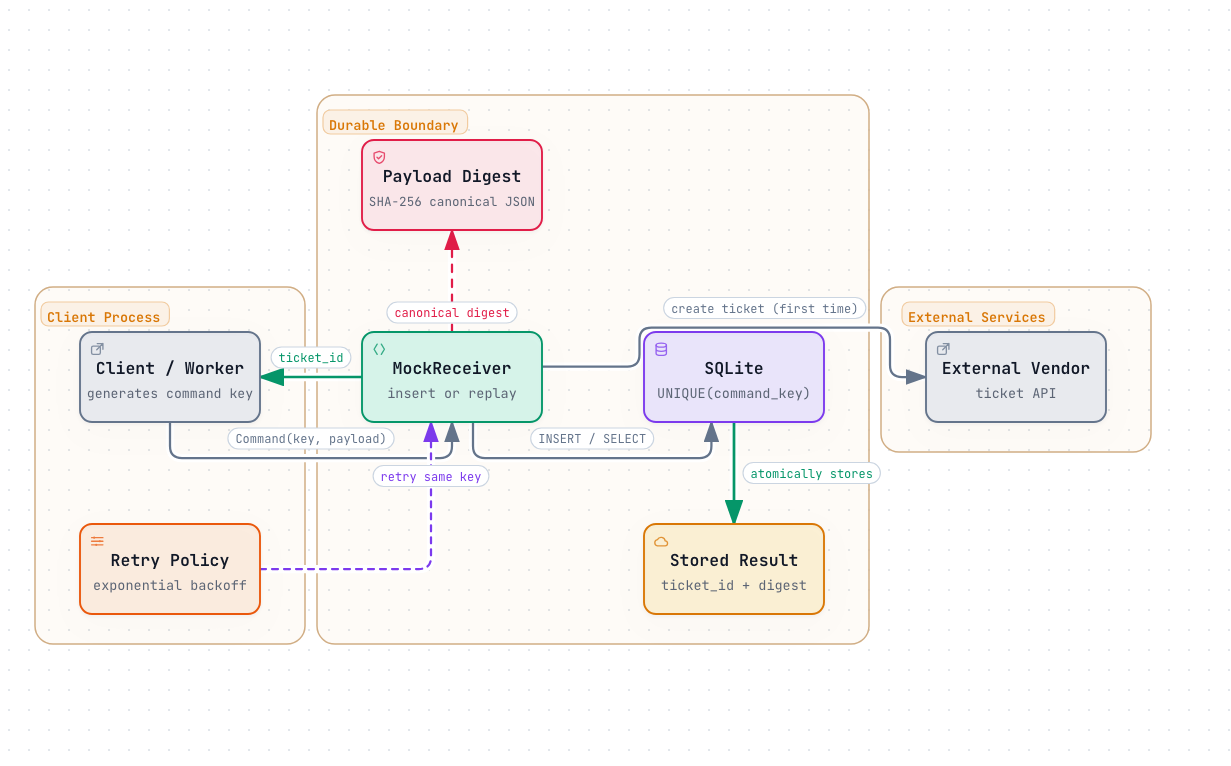 Durable Boundary
Payload Digest
SHA-256 canonical JSON
canonical digest
Client Process
Client / Worker
generates command key
ticket_id
MockReceiver
insert or replay
create ticket (first time)
SQLite
UNIQUE(command_key)
External Services
External Vendor
ticket API
Command(key, payload)
INSERT / SELECT
retry same key
atomically stores
Retry Policy
exponential backoff
Stored Result
ticket_id + digest